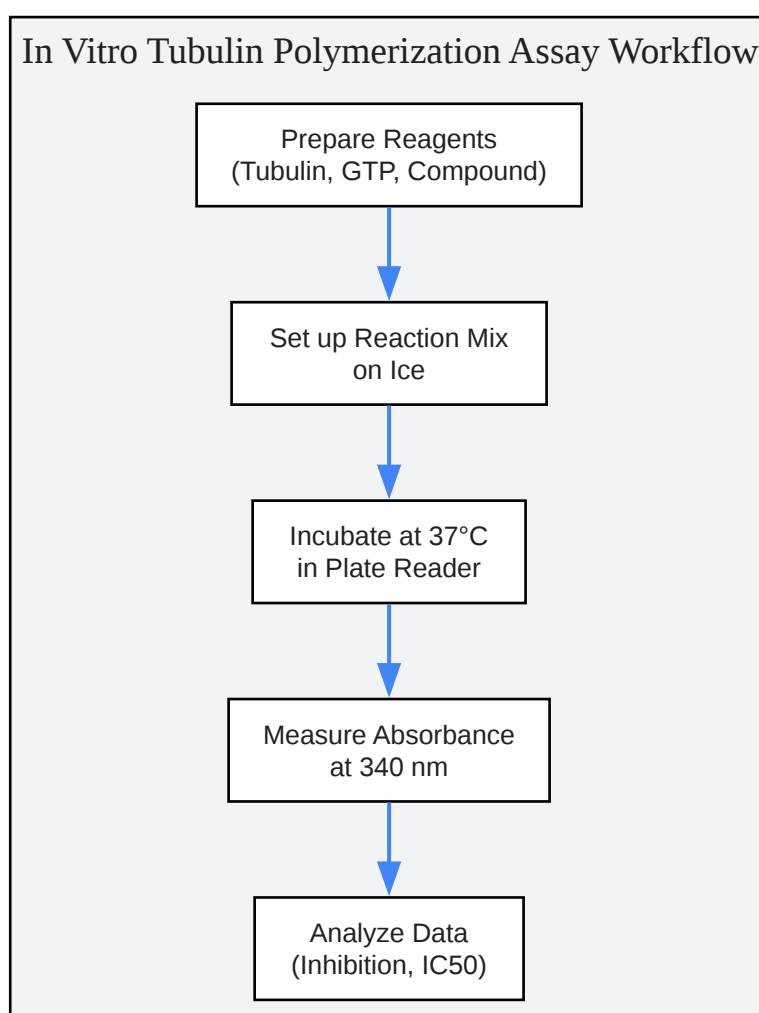 In Vitro Tubulin Polymerization Assay Workflow
Prepare Reagents
(Tubulin, GTP, Compound)
Set up Reaction Mix
on Ice
Incubate at 37°C
in Plate Reader
Measure Absorbance
at 340 nm
Analyze Data
(Inhibition, IC50)